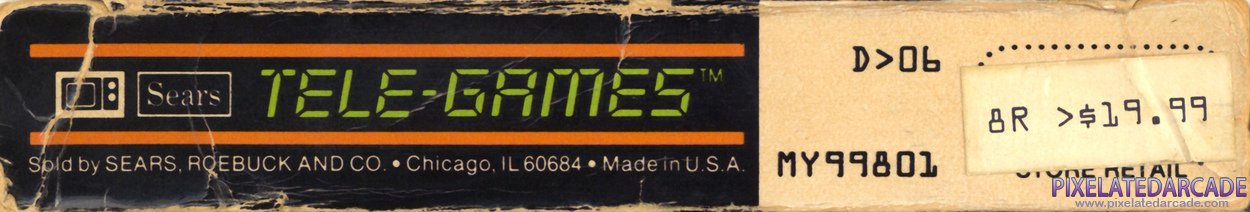 Sears TELE-GAMES™
Sold by SEARS, ROEBUCK AND CO. • Chicago, IL 60684 • Made in U.S.A.
D>06
MY99801
8R >$19.99
STORE RETAIL
PIXELATEDARCADE
www.pixelatedarcade.com